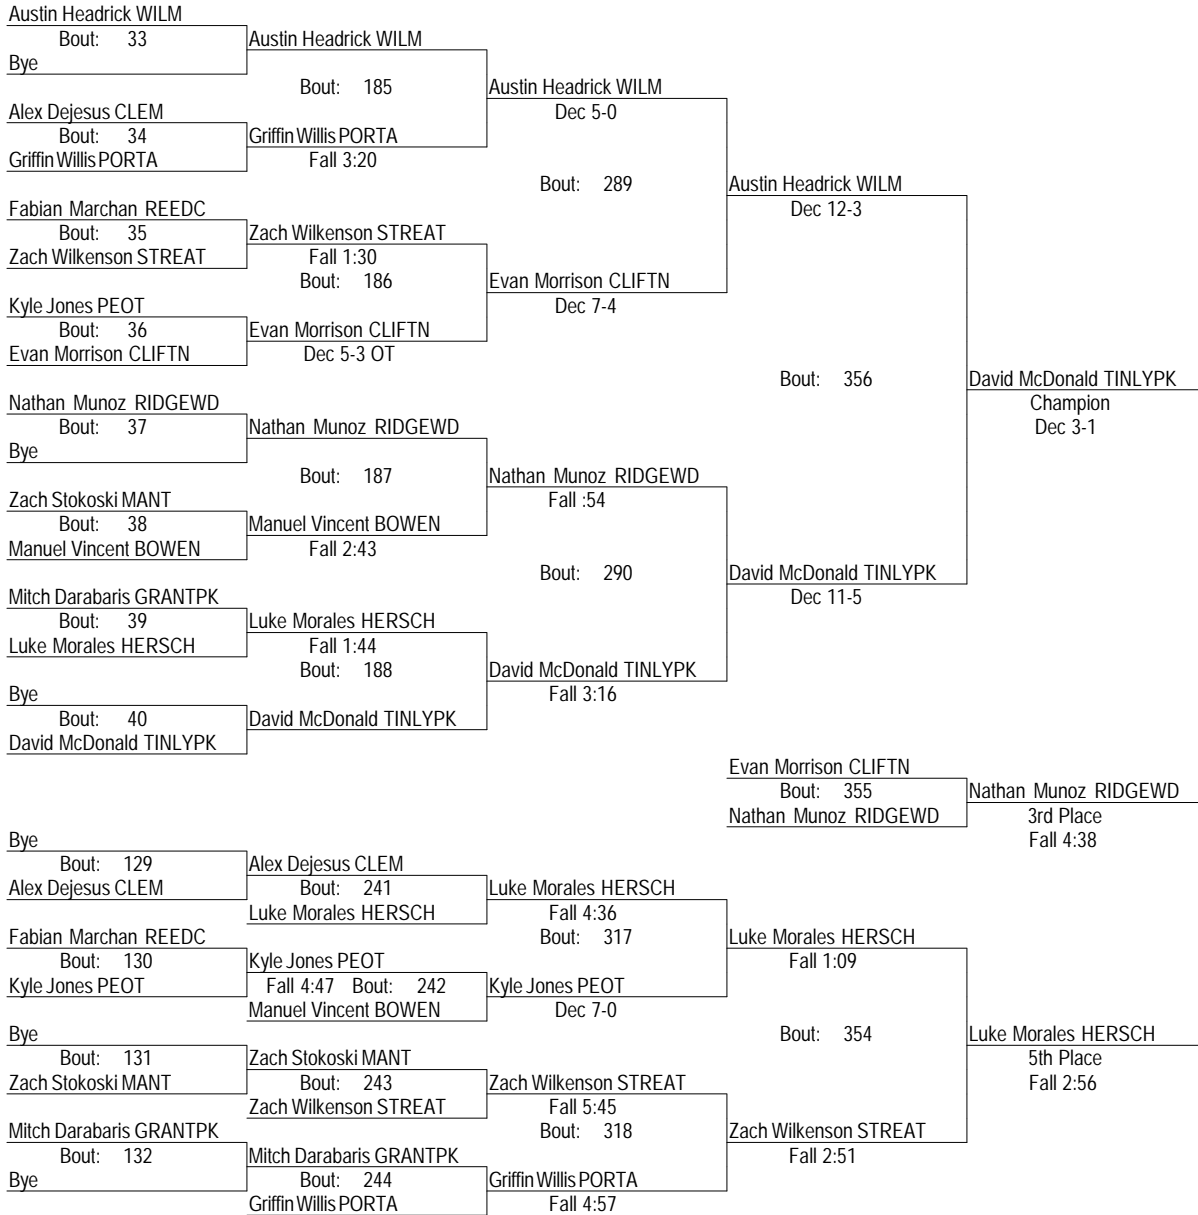 Austin Headrick WILM
Bout: 33
Austin Headrick WILM
Bye
Bout: 185
Austin Headrick WILM
Alex Dejesus CLEM
Dec 5-0
Bout: 34
Griffin Willis PORTA
Griffin Willis PORTA
Fall 3:20
Bout: 289
Austin Headrick WILM
Fabian Marchan REEDC
Dec 12-3
Bout: 35
Zach Wilkenson STREAT
Zach Wilkenson STREAT
Fall 1:30
Bout: 186
Evan Morrison CLIFTN
Kyle Jones PEOT
Dec 7-4
Bout: 36
Evan Morrison CLIFTN
Evan Morrison CLIFTN
Dec 5-3 OT
Bout: 356
David McDonald TINLYPK
Nathan Munoz RIDGEWD
Champion
Bout: 37
Nathan Munoz RIDGEWD
Dec 3-1
Bye
Bout: 187
Nathan Munoz RIDGEWD
Zach Stokoski MANT
Fall :54
Bout: 38
Manuel Vincent BOWEN
Manuel Vincent BOWEN
Fall 2:43
Bout: 290
David McDonald TINLYPK
Mitch Darabaris GRANTPK
Dec 11-5
Bout: 39
Luke Morales HERSCH
Luke Morales HERSCH
Fall 1:44
Bout: 188
David McDonald TINLYPK
Bye
Fall 3:16
Bout: 40
David McDonald TINLYPK
David McDonald TINLYPK
Evan Morrison CLIFTN
Bout: 355
Nathan Munoz RIDGEWD
Nathan Munoz RIDGEWD
3rd Place
Fall 4:38
Bye
Bout: 129
Alex Dejesus CLEM
Alex Dejesus CLEM
Bout: 241
Luke Morales HERSCH
Luke Morales HERSCH
Fall 4:36
Fabian Marchan REEDC
Bout: 317
Luke Morales HERSCH
Bout: 130
Kyle Jones PEOT
Fall 1:09
Kyle Jones PEOT
Fall 4:47 Bout: 242
Kyle Jones PEOT
Manuel Vincent BOWEN
Dec 7-0
Bye
Bout: 354
Luke Morales HERSCH
Bout: 131
Zach Stokoski MANT
5th Place
Zach Stokoski MANT
Bout: 243
Zach Wilkenson STREAT
Fall 2:56
Zach Wilkenson STREAT
Fall 5:45
Mitch Darabaris GRANTPK
Bout: 318
Zach Wilkenson STREAT
Bout: 132
Mitch Darabaris GRANTPK
Fall 2:51
Bye
Bout: 244
Griffin Willis PORTA
Griffin Willis PORTA
Fall 4:57